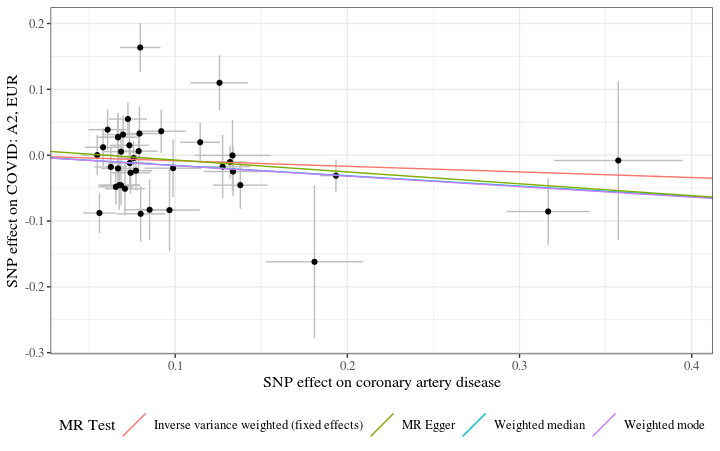 SNP effect on COVID: A2, EUR
0.2
0.1
0.0
-0.1
-0.2
-0.3
0.1 0.2 0.3 0.4
SNP effect on coronary artery disease
MR Test Inverse variance weighted (fixed effects) MR Egger Weighted median Weighted mode